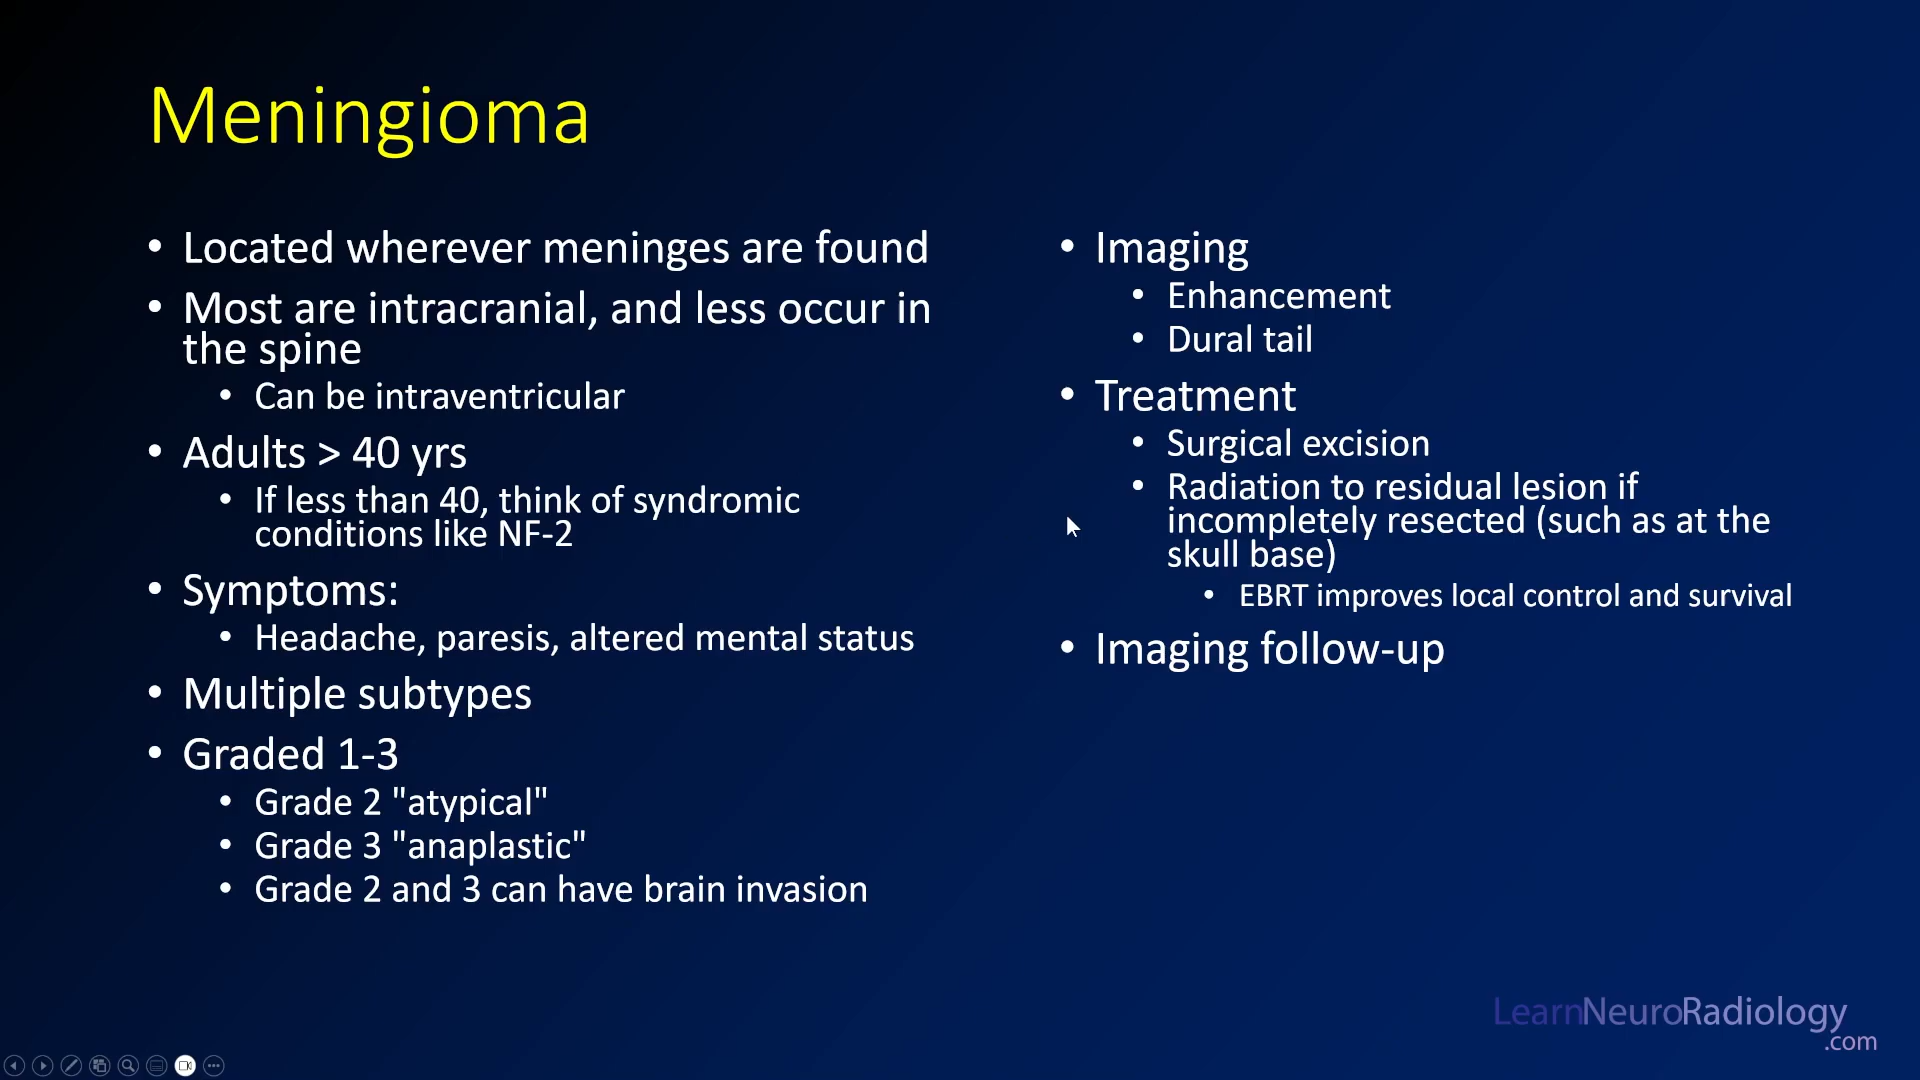 Meningioma
• Located wherever meninges are found
• Most are intracranial, and less occur in
the spine
• Can be intraventricular
• Adults > 40 yrs
• If less than 40, think of syndromic
conditions like NF-2
• Symptoms:
• Headache, paresis, altered mental status
• Multiple subtypes
• Graded 1-3
• Grade 2 "atypical"
• Grade 3 "anaplastic"
• Grade 2 and 3 can have brain invasion
• Imaging
• Enhancement
• Dural tail
• Treatment
• Surgical excision
• Radiation to residual lesion if
incompletely resected (such as at the
skull base)
• EBRT improves local control and survival
• Imaging follow-up
LearnNeuroRadiology
.com